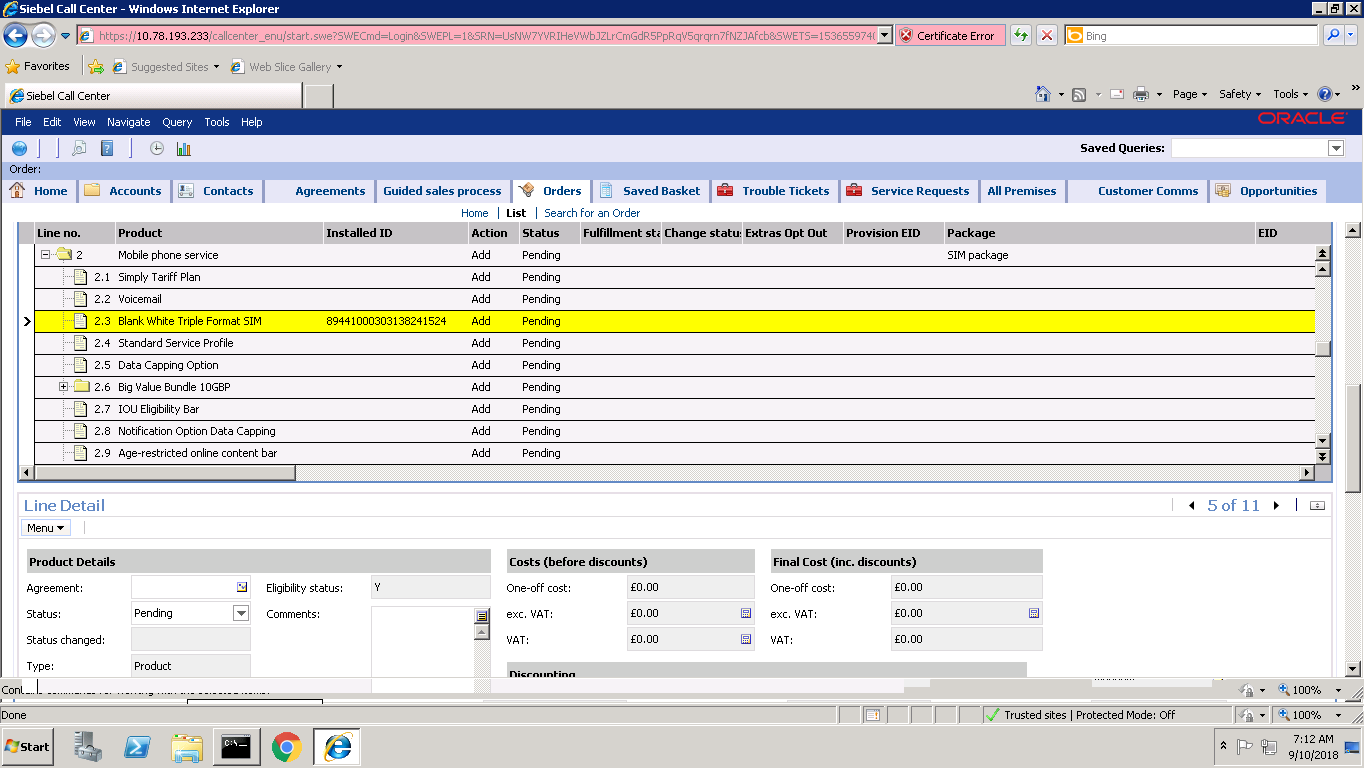 Siebel Call Center - Windows Internet Explorer
https://10.78.193.233/callcenter_enu/start.swe?SWECmd=Login&SWEPL=1&SRN= Certificate Error Bing
Favorites Suggested Sites Web Slice Gallery
Siebel Call Center Page Safety Tools
File Edit View Navigate Query Tools Help ORACLE
Saved Queries:
Order:
Home Accounts Contacts Agreements Guided sales process Orders Saved Basket Trouble Tickets Service Requests All Premises Customer Comms Opportunities
Home List Search for an Order
Line no. Product Installed ID Action Status Fulfillment sta Change status Extras Opt Out Provision EID Package EID
2 Mobile phone service Add Pending SIM package
2.1 Simply Tariff Plan Add Pending
2.2 Voicemail Add Pending
2.3 Blank White Triple Format SIM 89441000303138241524 Add Pending
2.4 Standard Service Profile Add Pending
2.5 Data Capping Option Add Pending
2.6 Big Value Bundle 10GBP Add Pending
2.7 IOU Eligibility Bar Add Pending
2.8 Notification Option Data Capping Add Pending
2.9 Age-restricted online content bar Add Pending
Line Detail 5 of 11
Menu
Product Details Costs (before discounts) Final Cost (inc. discounts)
Agreement: Eligibility status: Y One-off cost: £0.00 One-off cost: £0.00
Status: Pending Comments: exc. VAT: £0.00 exc. VAT: £0.00
Status changed: VAT: £0.00 VAT: £0.00
Type: Product
Discounting
100%
Done Trusted sites | Protected Mode: Off 100%
Start 7:12 AM
9/10/2018